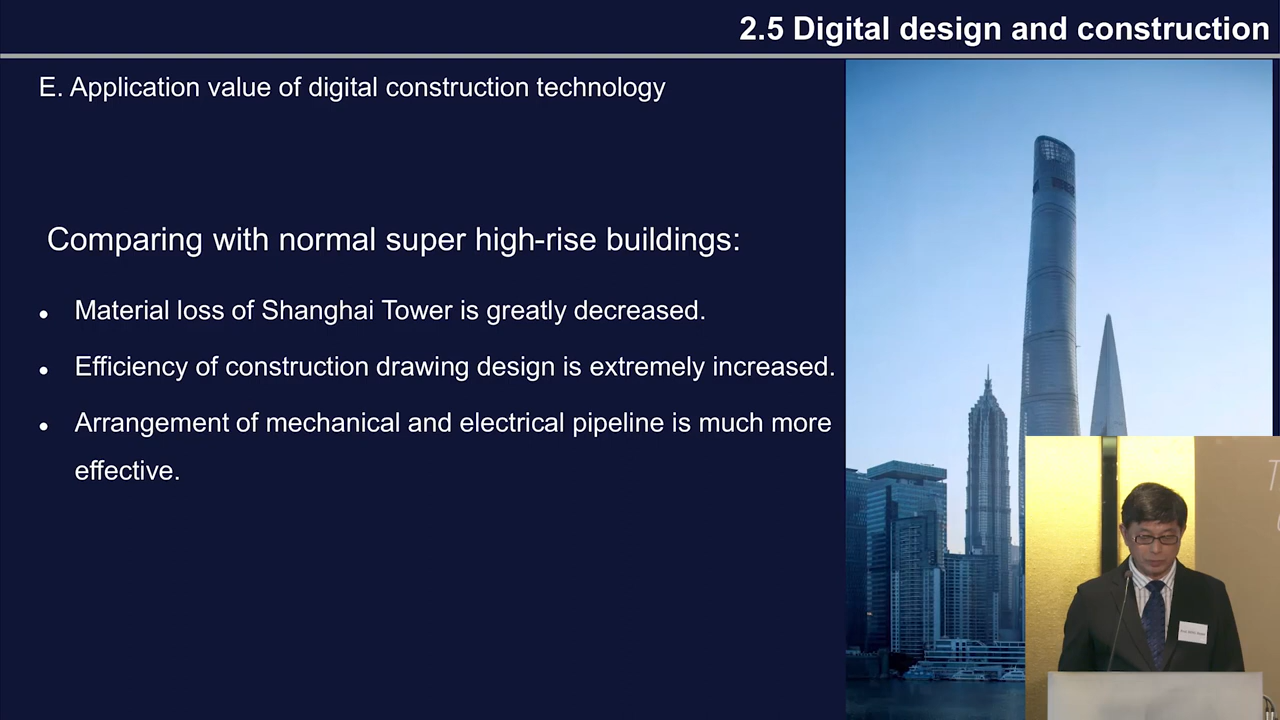 2.5 Digital design and construction
E. Application value of digital construction technology
Comparing with normal super high-rise buildings:
• Material loss of Shanghai Tower is greatly decreased.
• Efficiency of construction drawing design is extremely increased.
• Arrangement of mechanical and electrical pipeline is much more
effective.